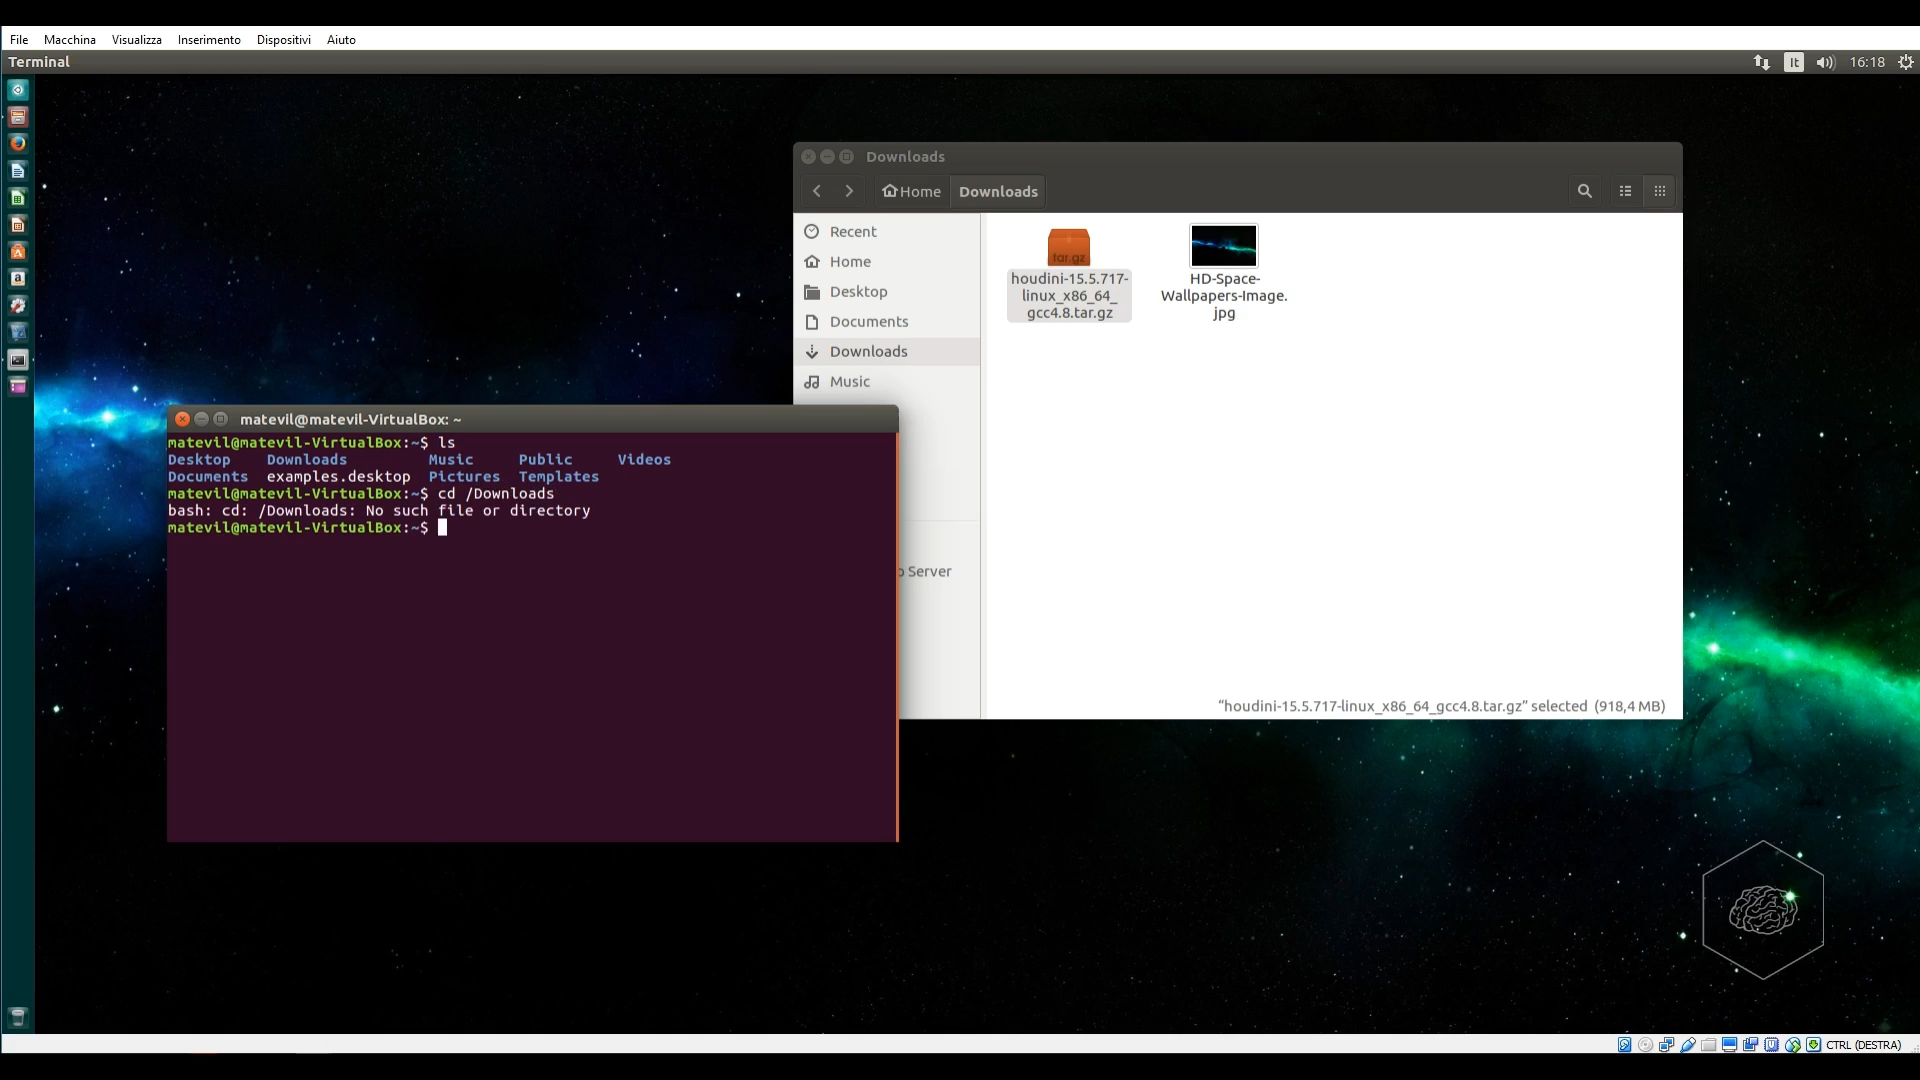 File Macchina Visualizza Inserimento Dispositivi Aiuto
Terminal
It 16:18
Downloads
Home Downloads
Recent
Home
Desktop
Documents
Downloads
Music
tar.gz
houdini-15.5.717-
linux_x86_64_
gcc4.8.tar.gz
HD-Space-
Wallpapers-Image.
jpg
Server
“houdini-15.5.717-linux_x86_64_gcc4.8.tar.gz” selected (918,4 MB)
matevil@matevil-VirtualBox: ~
matevil@matevil-VirtualBox:~$ ls
Desktop Downloads Music Public Videos
Documents examples.desktop Pictures Templates
matevil@matevil-VirtualBox:~$ cd /Downloads
bash: cd: /Downloads: No such file or directory
matevil@matevil-VirtualBox:~$
CTRL (DESTRA)